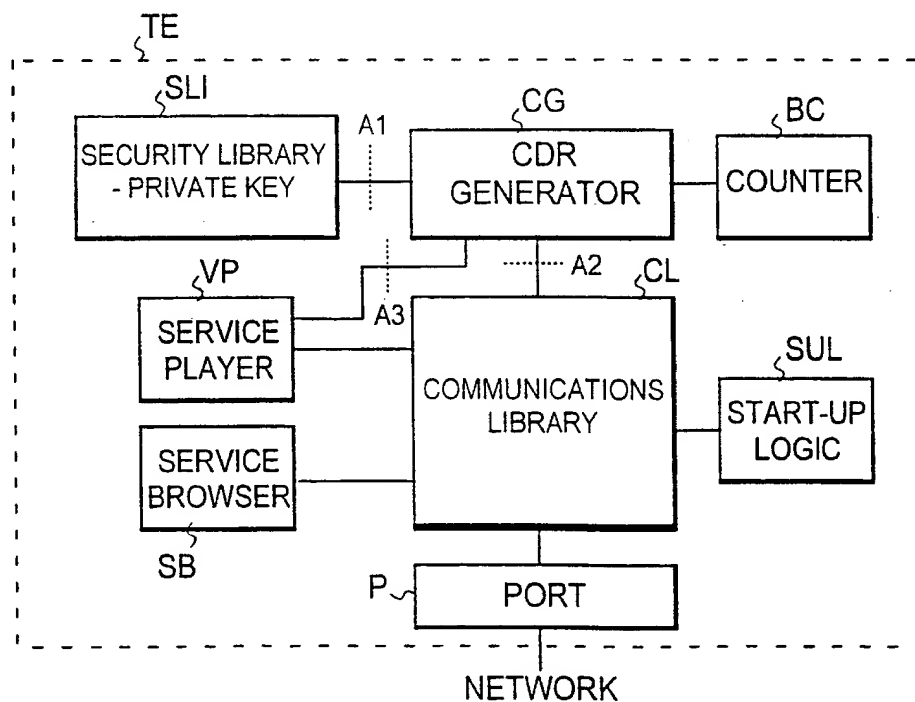 TE
SLI
SECURITY LIBRARY
- PRIVATE KEY
A1
CG
CDR
GENERATOR
BC
COUNTER
VP
SERVICE
PLAYER
A3
A2
CL
COMMUNICATIONS
LIBRARY
SUL
START-UP
LOGIC
SERVICE
BROWSER
SB
P
PORT
NETWORK